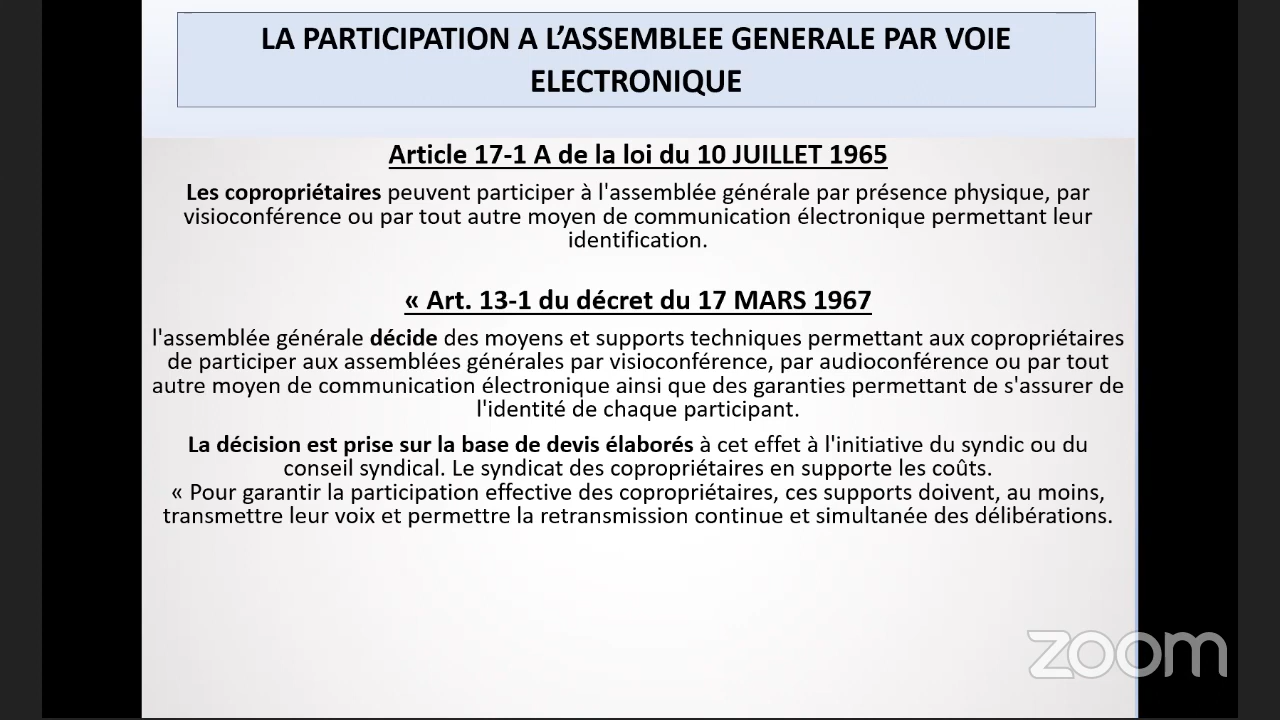 LA PARTICIPATION A L’ASSEMBLEE GENERALE PAR VOIE
ELECTRONIQUE
Article 17-1 A de la loi du 10 JUILLET 1965
Les copropriétaires peuvent participer à l'assemblée générale par présence physique, par
visioconférence ou par tout autre moyen de communication électronique permettant leur
identification.
« Art. 13-1 du décret du 17 MARS 1967
l'assemblée générale décide des moyens et supports techniques permettant aux copropriétaires
de participer aux assemblées générales par visioconférence, par audioconférence ou par tout
autre moyen de communication électronique ainsi que des garanties permettant de s'assurer de
l'identité de chaque participant.
La décision est prise sur la base de devis élaborés à cet effet à l'initiative du syndic ou du
conseil syndical. Le syndicat des copropriétaires en supporte les coûts.
« Pour garantir la participation effective des copropriétaires, ces supports doivent, au moins,
transmettre leur voix et permettre la retransmission continue et simultanée des délibérations.
zoom